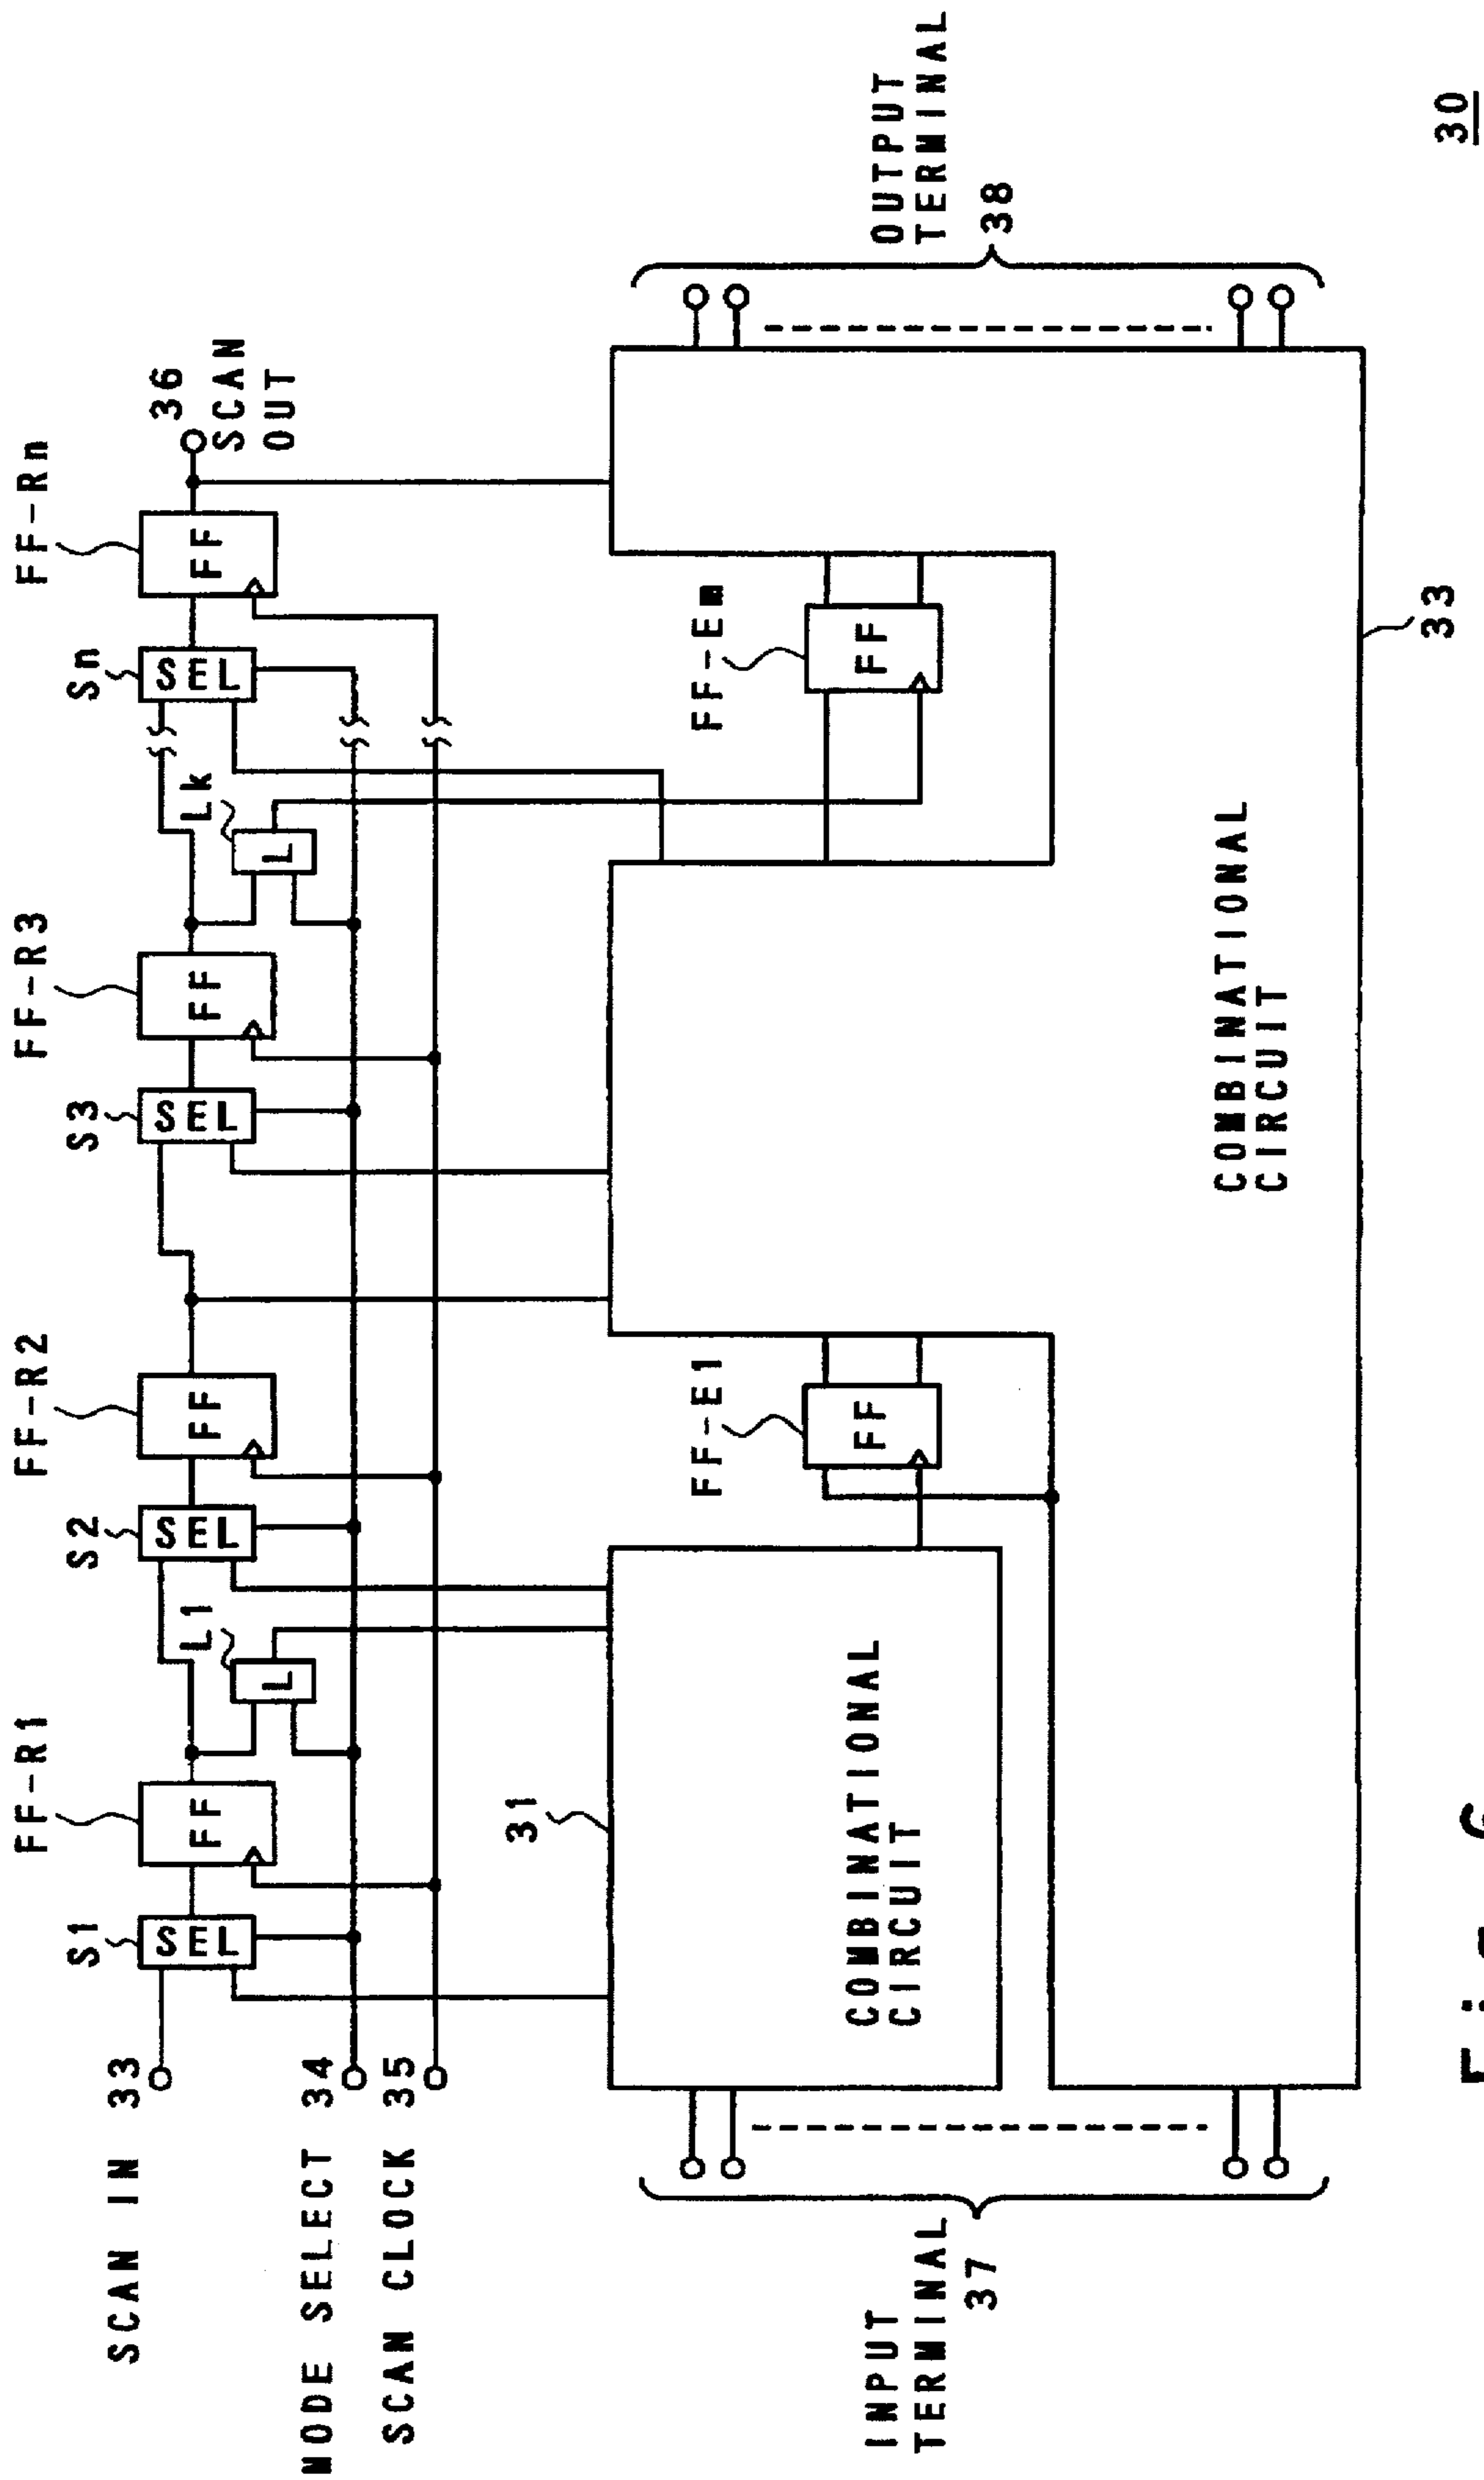 FF-R1
FF-R2
FF-R3
FF-Rn
S1
S2
S3
Sn
SCAN IN 33
SEL
FF
SEL
FF
SEL
FF
SEL
FF
36
SCAN
OUT
L1
L
Lk
L
MODE SELECT 34
SCAN CLOCK 35
31
FF-E1
FF
FF-Em
FF
COMBINATIONAL
CIRCUIT
INPUT
TERMINAL
37
OUTPUT
TERMINAL
38
COMBINATIONAL
CIRCUIT
33
30
Fig. 6